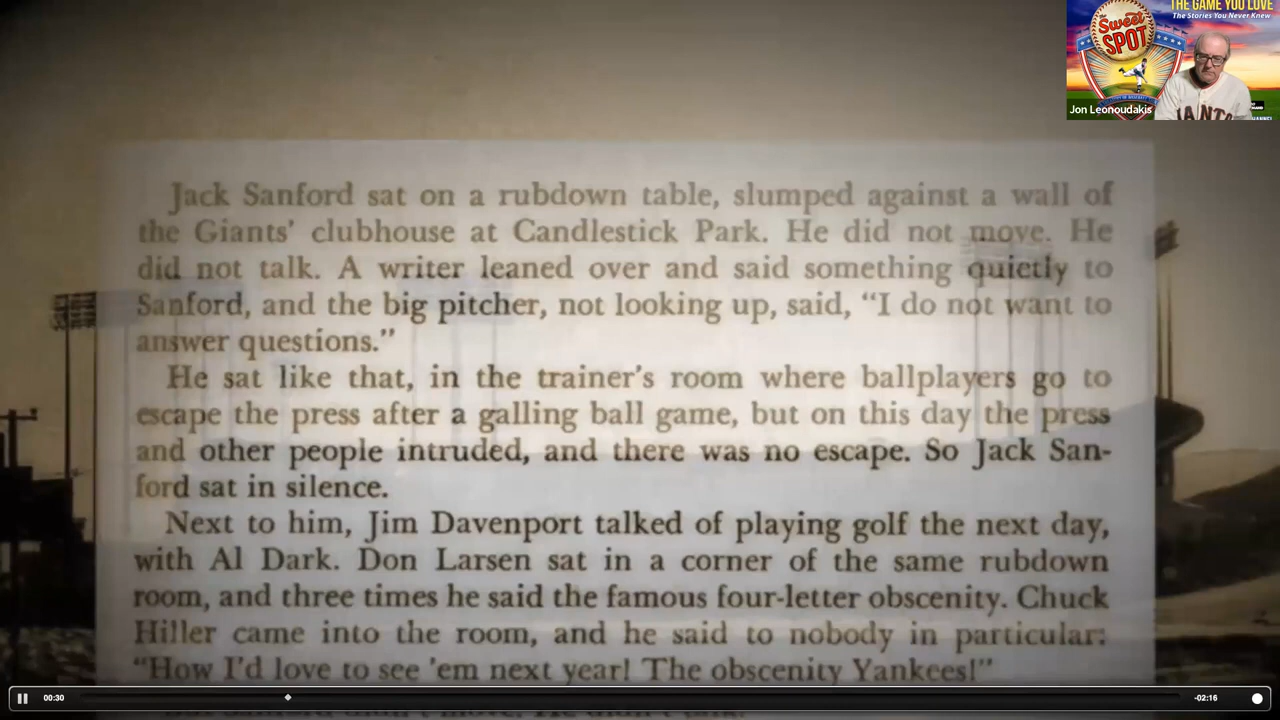 THE GAME YOU LOVE
The Stories You Never Knew
The
Sweet
SPOT
Jon Leonoudakis
Jack Sanford sat on a rubdown table, slumped against a wall of
the Giants' clubhouse at Candlestick Park. He did not move. He
did not talk. A writer leaned over and said something quietly to
Sanford, and the big pitcher, not looking up, said, “I do not want to
answer questions.”
He sat like that, in the trainer's room where ballplayers go to
escape the press after a galling ball game, but on this day the press
and other people intruded, and there was no escape. So Jack San-
ford sat in silence.
Next to him, Jim Davenport talked of playing golf the next day,
with Al Dark. Don Larsen sat in a corner of the same rubdown
room, and three times he said the famous four-letter obscenity. Chuck
Hiller came into the room, and he said to nobody in particular:
“How I'd love to see 'em next year! The obscenity Yankees!”
00:30
-02:16